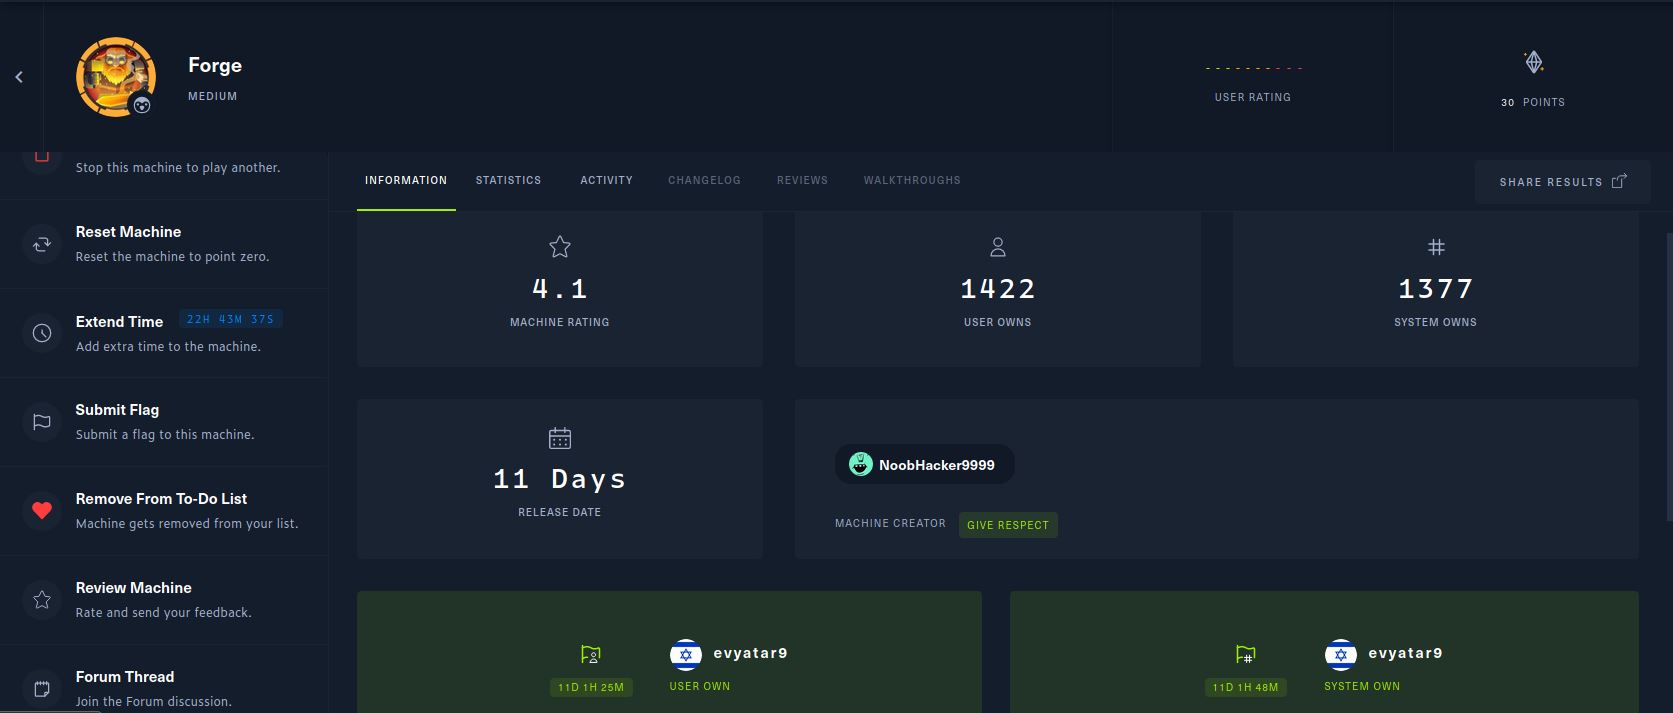 Forge
MEDIUM
USER RATING
30 POINTS
Stop this machine to play another.
Reset Machine
Reset the machine to point zero.
Extend Time 22H 43M 37S
Add extra time to the machine.
Submit Flag
Submit a flag to this machine.
Remove From To-Do List
Machine gets removed from your list.
Review Machine
Rate and send your feedback.
Forum Thread
Join the Forum discussion.
INFORMATION STATISTICS ACTIVITY CHANGELOG REVIEWS WALKTHROUGHS
SHARE RESULTS
4.1
MACHINE RATING
1422
USER OWNS
1377
SYSTEM OWNS
11 Days
RELEASE DATE
NoobHacker9999
MACHINE CREATOR GIVE RESPECT
evyatar9
11D 1H 25M USER OWN
evyatar9
11D 1H 48M SYSTEM OWN